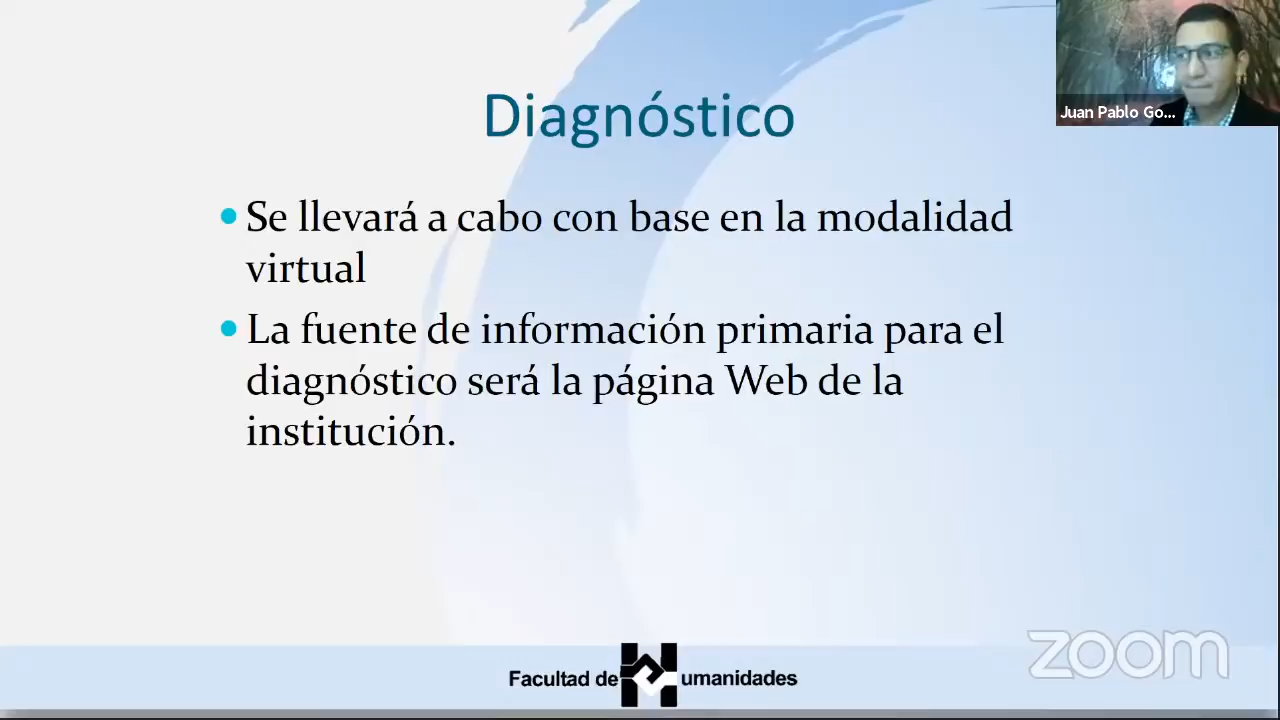 Juan Pablo Go...
Diagnóstico
Se llevará a cabo con base en la modalidad
virtual
La fuente de información primaria para el
diagnóstico será la página Web de la
institución.
Facultad de Humanidades
zoom